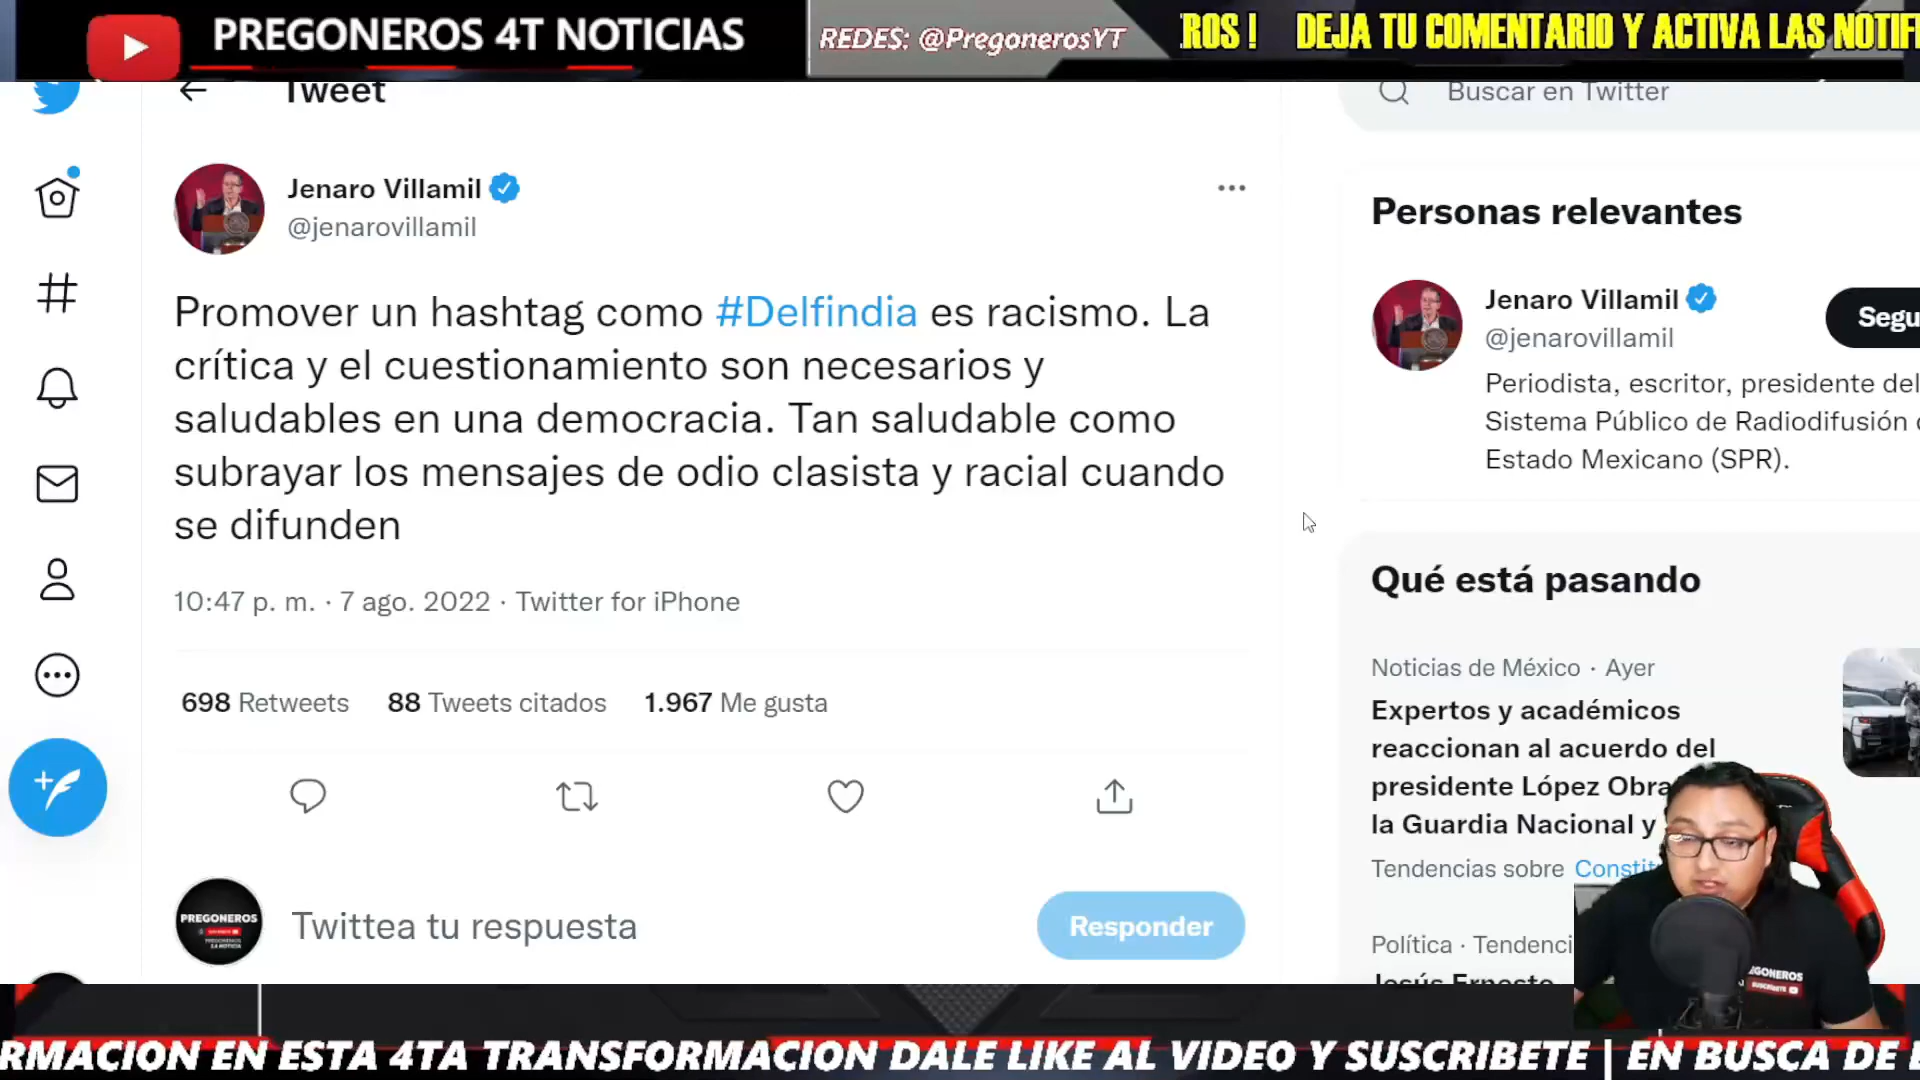 PREGONEROS 4T NOTICIAS
REDES: @PregonerosYT
ROS !   DEJA TU COMENTARIO Y ACTIVA LAS NOTIF
Tweet
Buscar en Twitter
Jenaro Villamil
@jenarovillamil
Promover un hashtag como #Delfindia es racismo. La
crítica y el cuestionamiento son necesarios y
saludables en una democracia. Tan saludable como
subrayar los mensajes de odio clasista y racial cuando
se difunden
10:47 p. m. · 7 ago. 2022 · Twitter for iPhone
698 Retweets   88 Tweets citados   1.967 Me gusta
PREGONEROS
Twittea tu respuesta
Responder
Personas relevantes
Jenaro Villamil
@jenarovillamil
Segu
Periodista, escritor, presidente del
Sistema Público de Radiodifusión
Estado Mexicano (SPR).
Qué está pasando
Noticias de México · Ayer
Expertos y académicos
reaccionan al acuerdo del
presidente López Obra
la Guardia Nacional y
Tendencias sobre Constit
Política · Tendenci
Jesús Ernesto
EGONEROS
SUSCRIBETE
RMACION EN ESTA 4TA TRANSFORMACION DALE LIKE AL VIDEO Y SUSCRIBETE | EN BUSCA DE